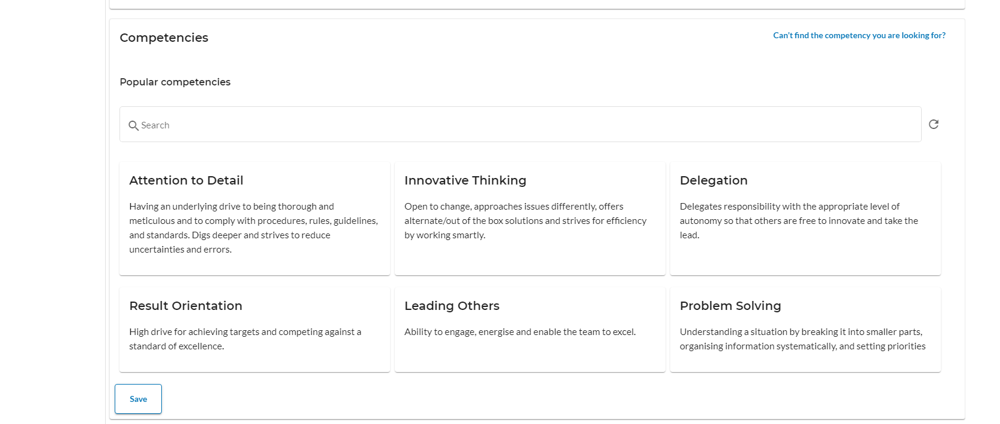 Competencies
Can't find the competency you are looking for?
Popular competencies
Search
Attention to Detail
Having an underlying drive to being thorough and
meticulous and to comply with procedures, rules, guidelines,
and standards. Digs deeper and strives to reduce
uncertainties and errors.
Innovative Thinking
Open to change, approaches issues differently, offers
alternate/out of the box solutions and strives for efficiency
by working smartly.
Delegation
Delegates responsibility with the appropriate level of
autonomy so that others are free to innovate and take the
lead.
Result Orientation
High drive for achieving targets and competing against a
standard of excellence.
Leading Others
Ability to engage, energise and enable the team to excel.
Problem Solving
Understanding a situation by breaking it into smaller parts,
organising information systematically, and setting priorities
Save